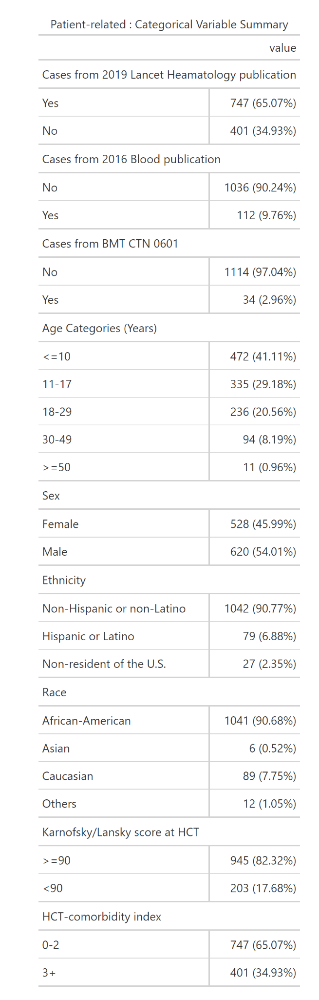 Patient-related : Categorical Variable Summary
value
Cases from 2019 Lancet Heamatology publication
Yes 747 (65.07%)
No 401 (34.93%)
Cases from 2016 Blood publication
No 1036 (90.24%)
Yes 112 (9.76%)
Cases from BMT CTN 0601
No 1114 (97.04%)
Yes 34 (2.96%)
Age Categories (Years)
<=10 472 (41.11%)
11-17 335 (29.18%)
18-29 236 (20.56%)
30-49 94 (8.19%)
>=50 11 (0.96%)
Sex
Female 528 (45.99%)
Male 620 (54.01%)
Ethnicity
Non-Hispanic or non-Latino 1042 (90.77%)
Hispanic or Latino 79 (6.88%)
Non-resident of the U.S. 27 (2.35%)
Race
African-American 1041 (90.68%)
Asian 6 (0.52%)
Caucasian 89 (7.75%)
Others 12 (1.05%)
Karnofsky/Lansky score at HCT
>=90 945 (82.32%)
<90 203 (17.68%)
HCT-comorbidity index
0-2 747 (65.07%)
3+ 401 (34.93%)